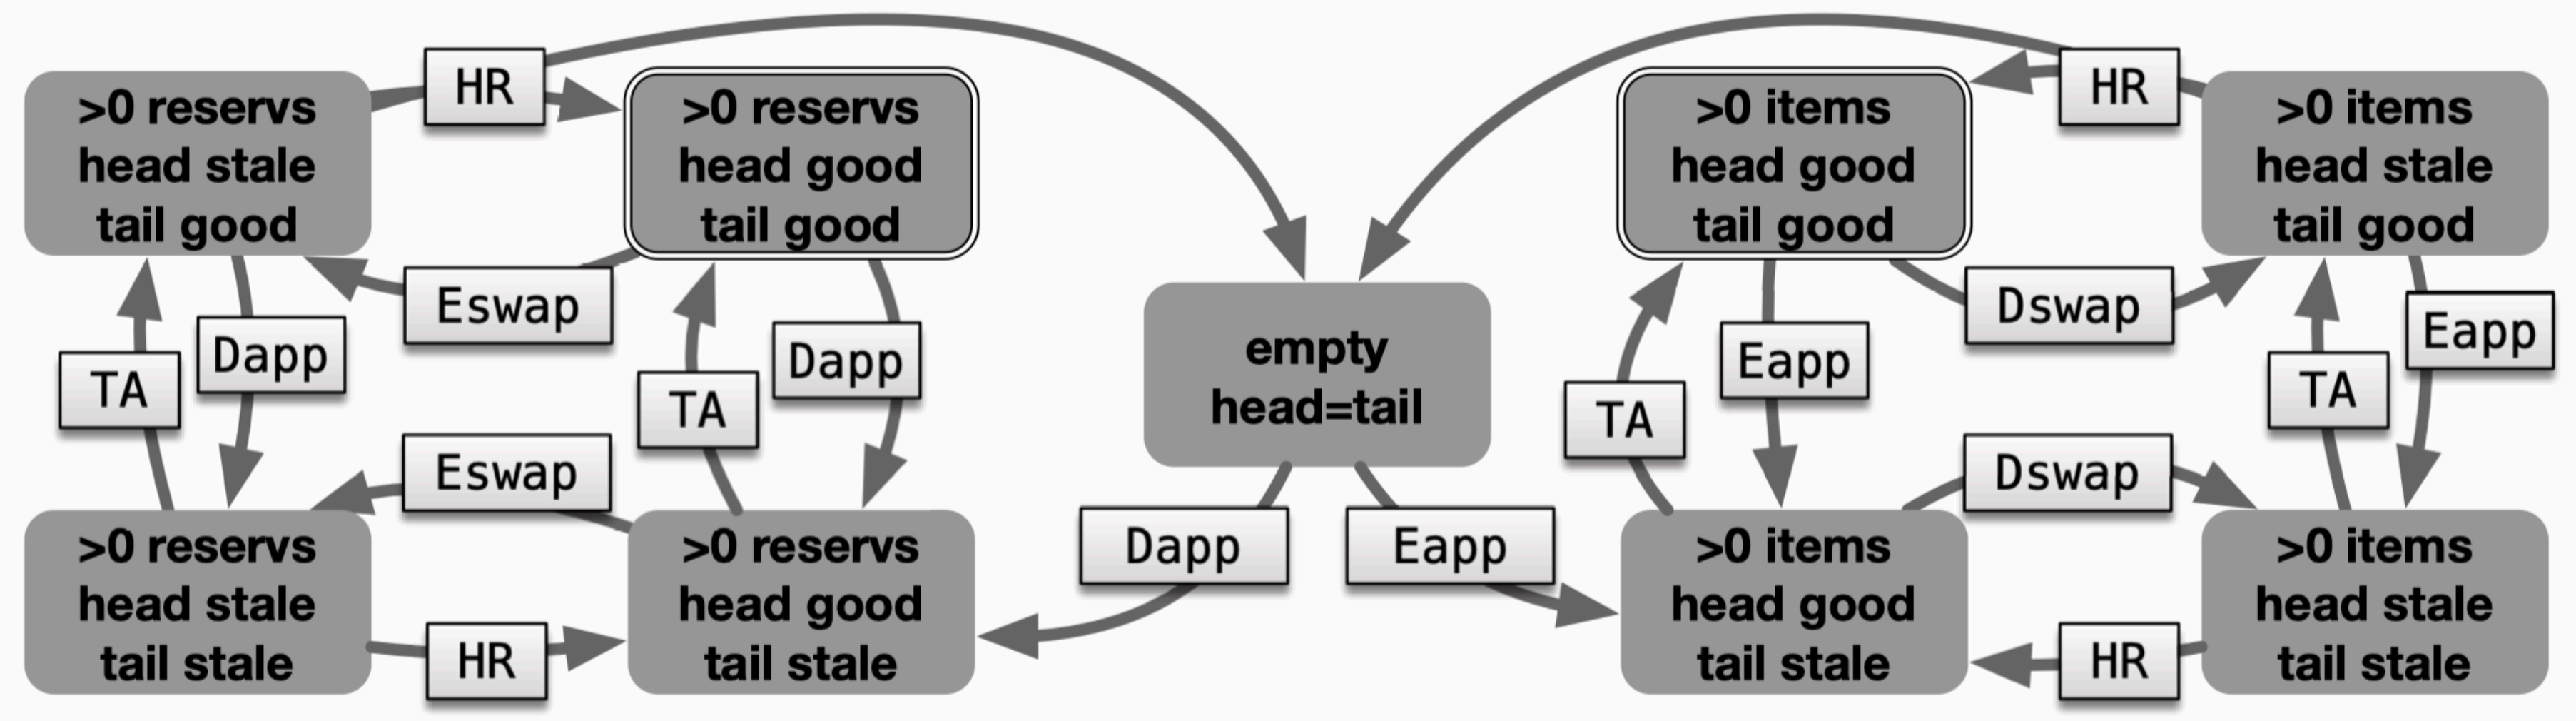 HR
>0 reservs
head stale
tail good
>0 reservs
head good
tail good
>0 items
head good
tail good
HR
>0 items
head stale
tail good
Eswap
Dswap
TA
Dapp
TA
Dapp
empty
head=tail
TA
Eapp
TA
Eapp
Eswap
Dswap
>0 reservs
head stale
tail stale
HR
>0 reservs
head good
tail stale
Dapp
Eapp
>0 items
head good
tail stale
HR
>0 items
head stale
tail stale